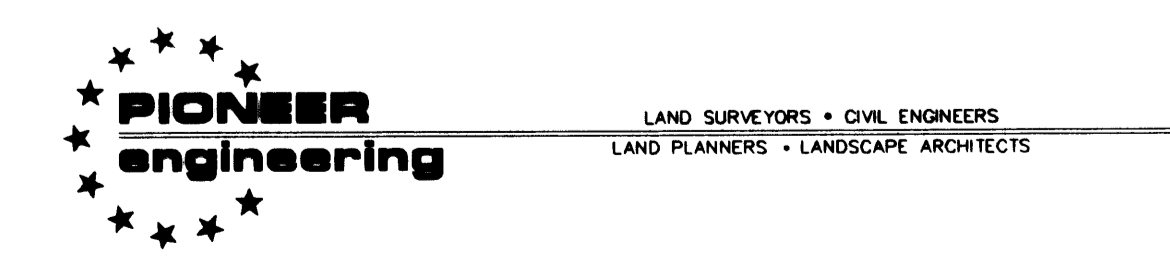 PIONEER
engineering
LAND SURVEYORS • CIVIL ENGINEERS
LAND PLANNERS • LANDSCAPE ARCHITECTS